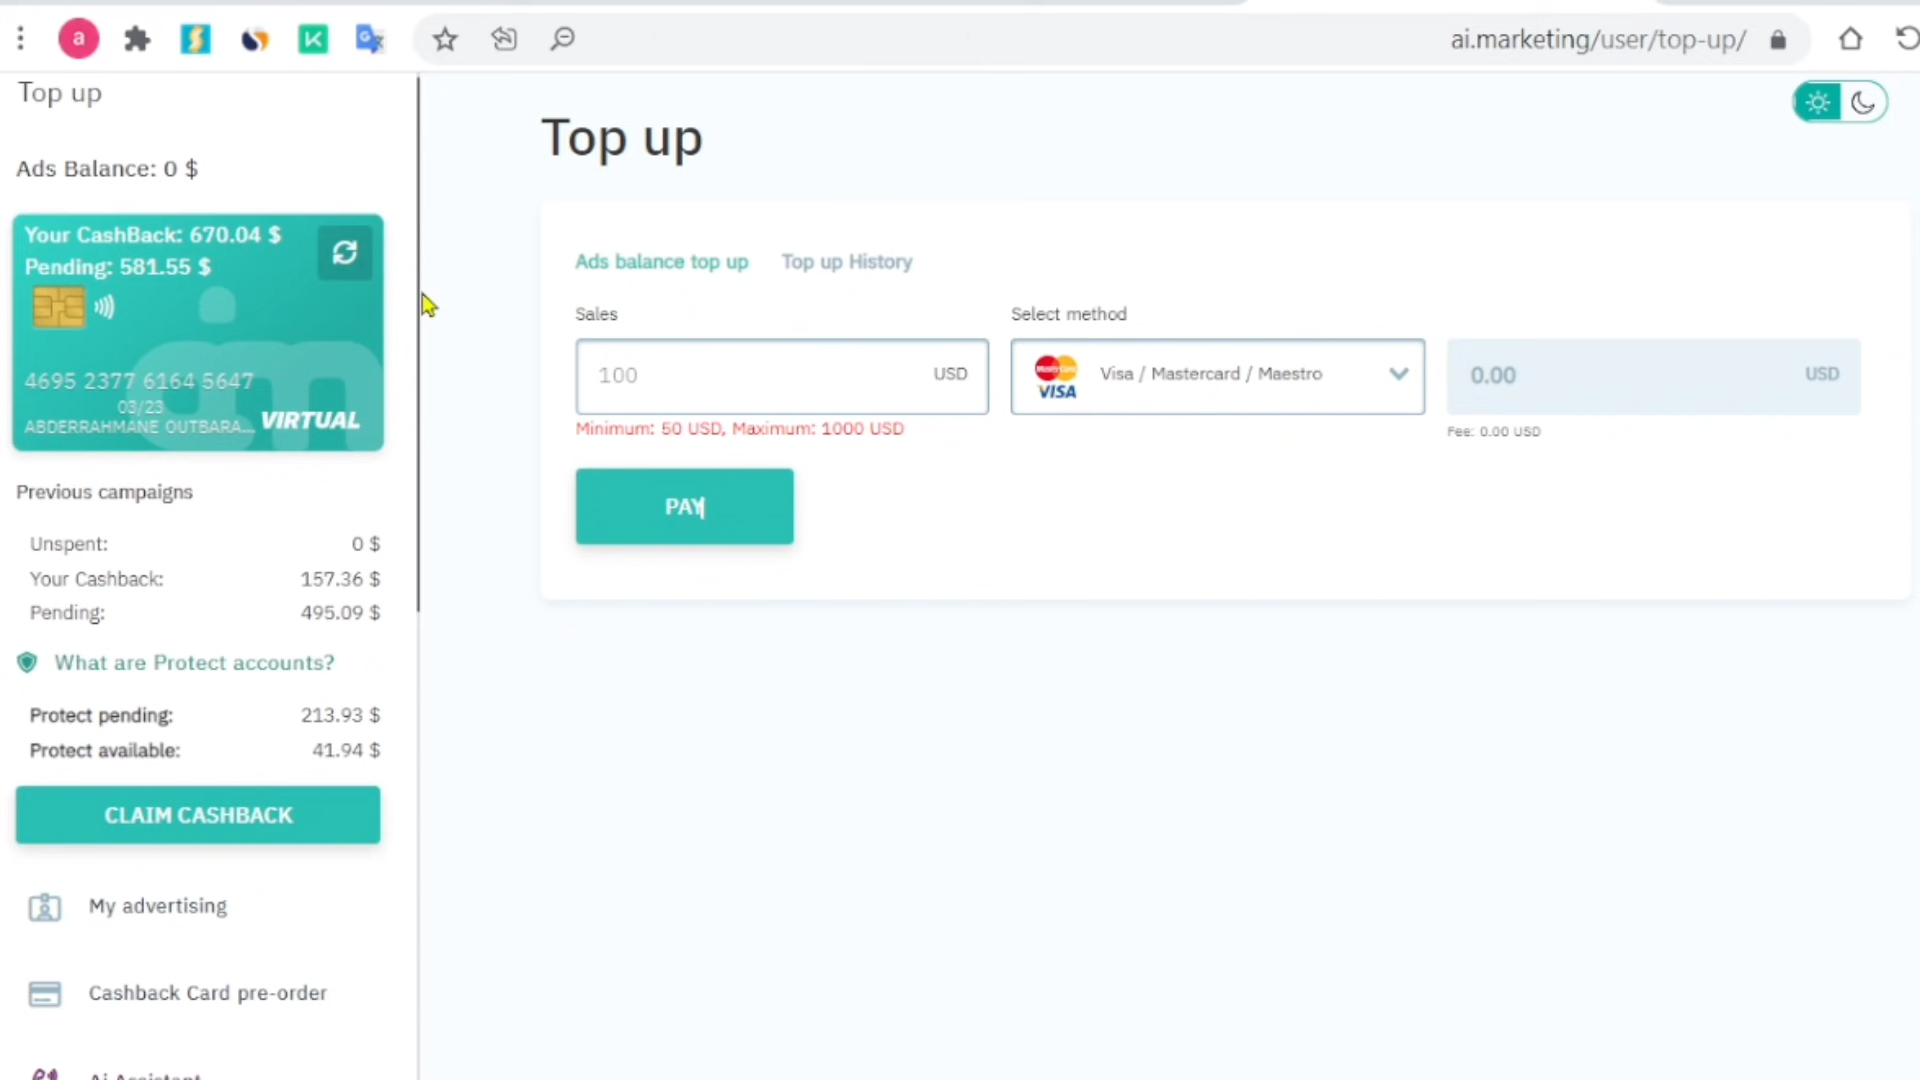 a
ai.marketing/user/top-up/
Top up
Ads Balance: 0 $
Your CashBack: 670.04 $
Pending: 581.55 $
4695 2377 6164 5647
03/23
ABDERRAHMANE OUTBARA...
VIRTUAL
Previous campaigns
Unspent: 0 $
Your Cashback: 157.36 $
Pending: 495.09 $
What are Protect accounts?
Protect pending: 213.93 $
Protect available: 41.94 $
CLAIM CASHBACK
My advertising
Cashback Card pre-order
Ai Assistant
Top up
Ads balance top up Top up History
Sales Select method
100 USD Visa / Mastercard / Maestro 0.00 USD
MasterCard
VISA
Minimum: 50 USD, Maximum: 1000 USD Fee: 0.00 USD
PAY